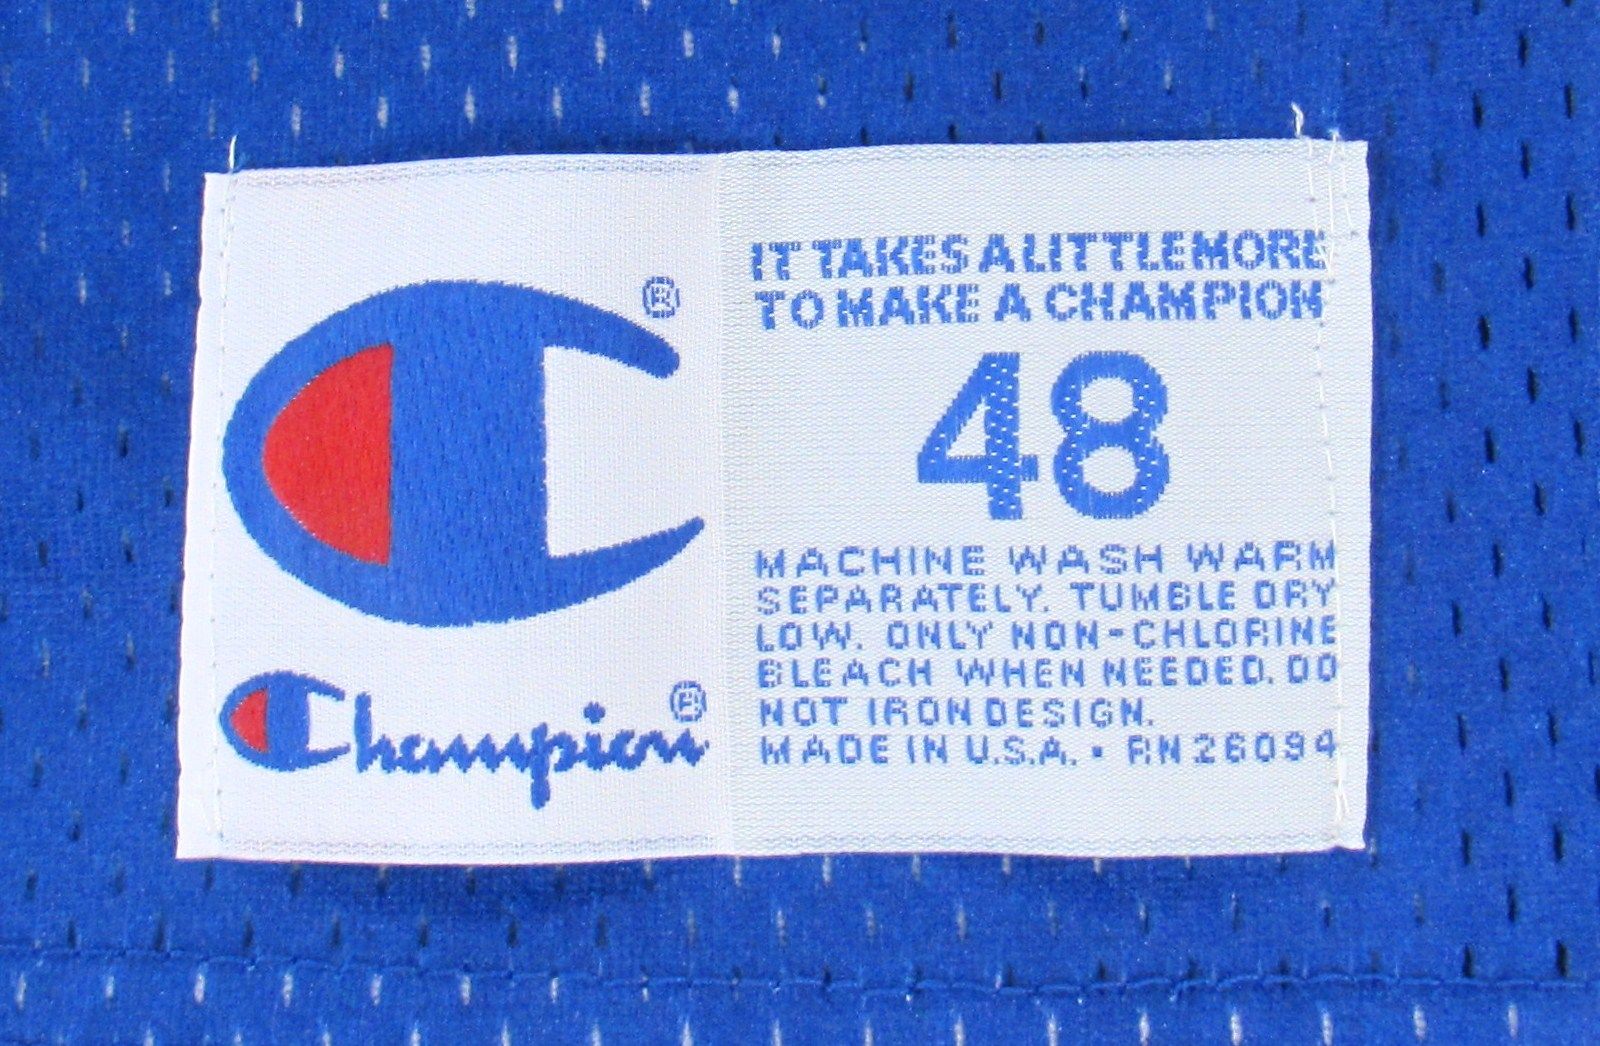 ®
Champion®
IT TAKES A LITTLE MORE
TO MAKE A CHAMPION
48
MACHINE WASH WARM
SEPARATELY. TUMBLE DRY
LOW. ONLY NON-CHLORINE
BLEACH WHEN NEEDED. DO
NOT IRON DESIGN.
MADE IN U.S.A. • RN 26094